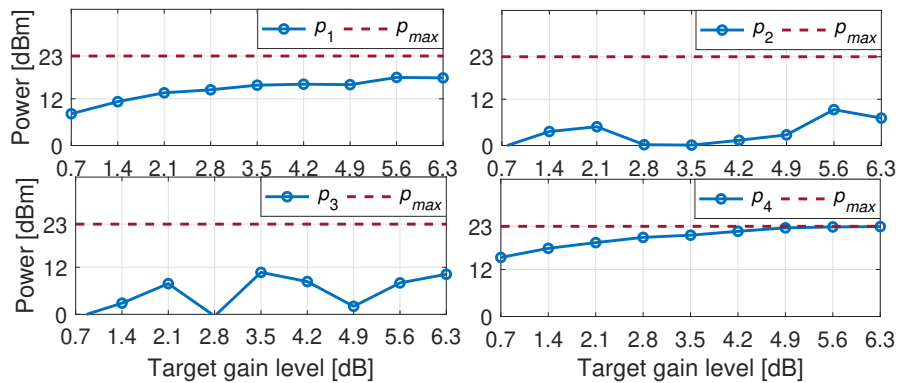 Power [dBm]
23
12
0
p1
pmax
0.7 1.4 2.1 2.8 3.5 4.2 4.9 5.6 6.3
23
12
0
p2
pmax
0.7 1.4 2.1 2.8 3.5 4.2 4.9 5.6 6.3
Power [dBm]
23
12
0
p3
pmax
0.7 1.4 2.1 2.8 3.5 4.2 4.9 5.6 6.3
Target gain level [dB]
23
12
0
p4
pmax
0.7 1.4 2.1 2.8 3.5 4.2 4.9 5.6 6.3
Target gain level [dB]